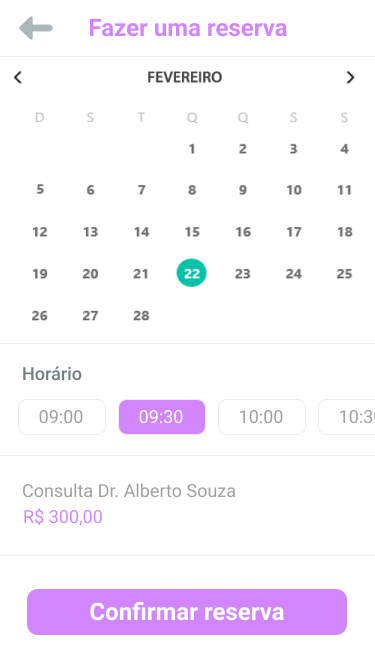 Fazer uma reserva
FEVEREIRO
D S T Q Q S S
1 2 3 4
5 6 7 8 9 10 11
12 13 14 15 16 17 18
19 20 21 22 23 24 25
26 27 28
Horário
09:00 09:30 10:00 10:3
Consulta Dr. Alberto Souza
R$ 300,00
Confirmar reserva